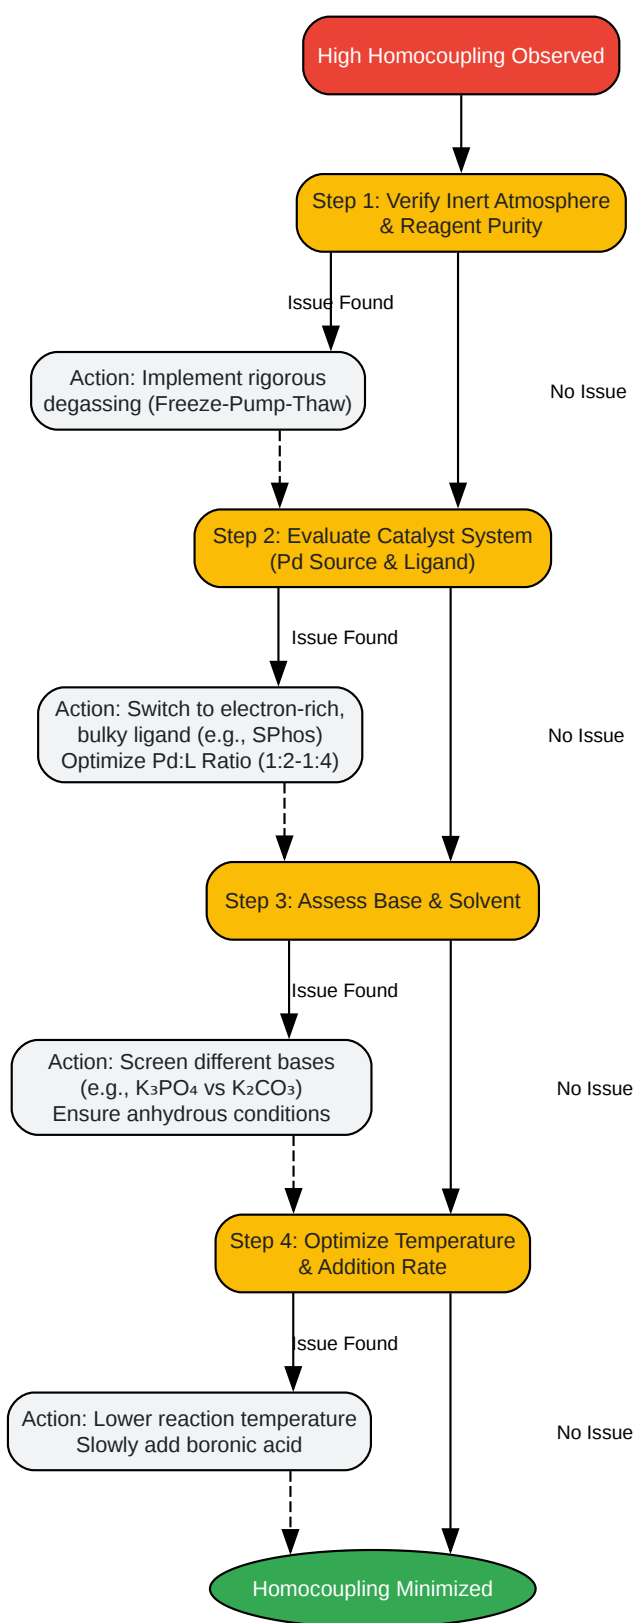 High Homocoupling Observed
Step 1: Verify Inert Atmosphere
& Reagent Purity
Issue Found
Action: Implement rigorous
degassing (Freeze-Pump-Thaw)
No Issue
Step 2: Evaluate Catalyst System
(Pd Source & Ligand)
Issue Found
Action: Switch to electron-rich,
bulky ligand (e.g., SPhos)
Optimize Pd:L Ratio (1:2-1:4)
No Issue
Step 3: Assess Base & Solvent
Issue Found
Action: Screen different bases
(e.g., K₃PO₄ vs K₂CO₃)
Ensure anhydrous conditions
No Issue
Step 4: Optimize Temperature
& Addition Rate
Issue Found
Action: Lower reaction temperature
Slowly add boronic acid
No Issue
Homocoupling Minimized